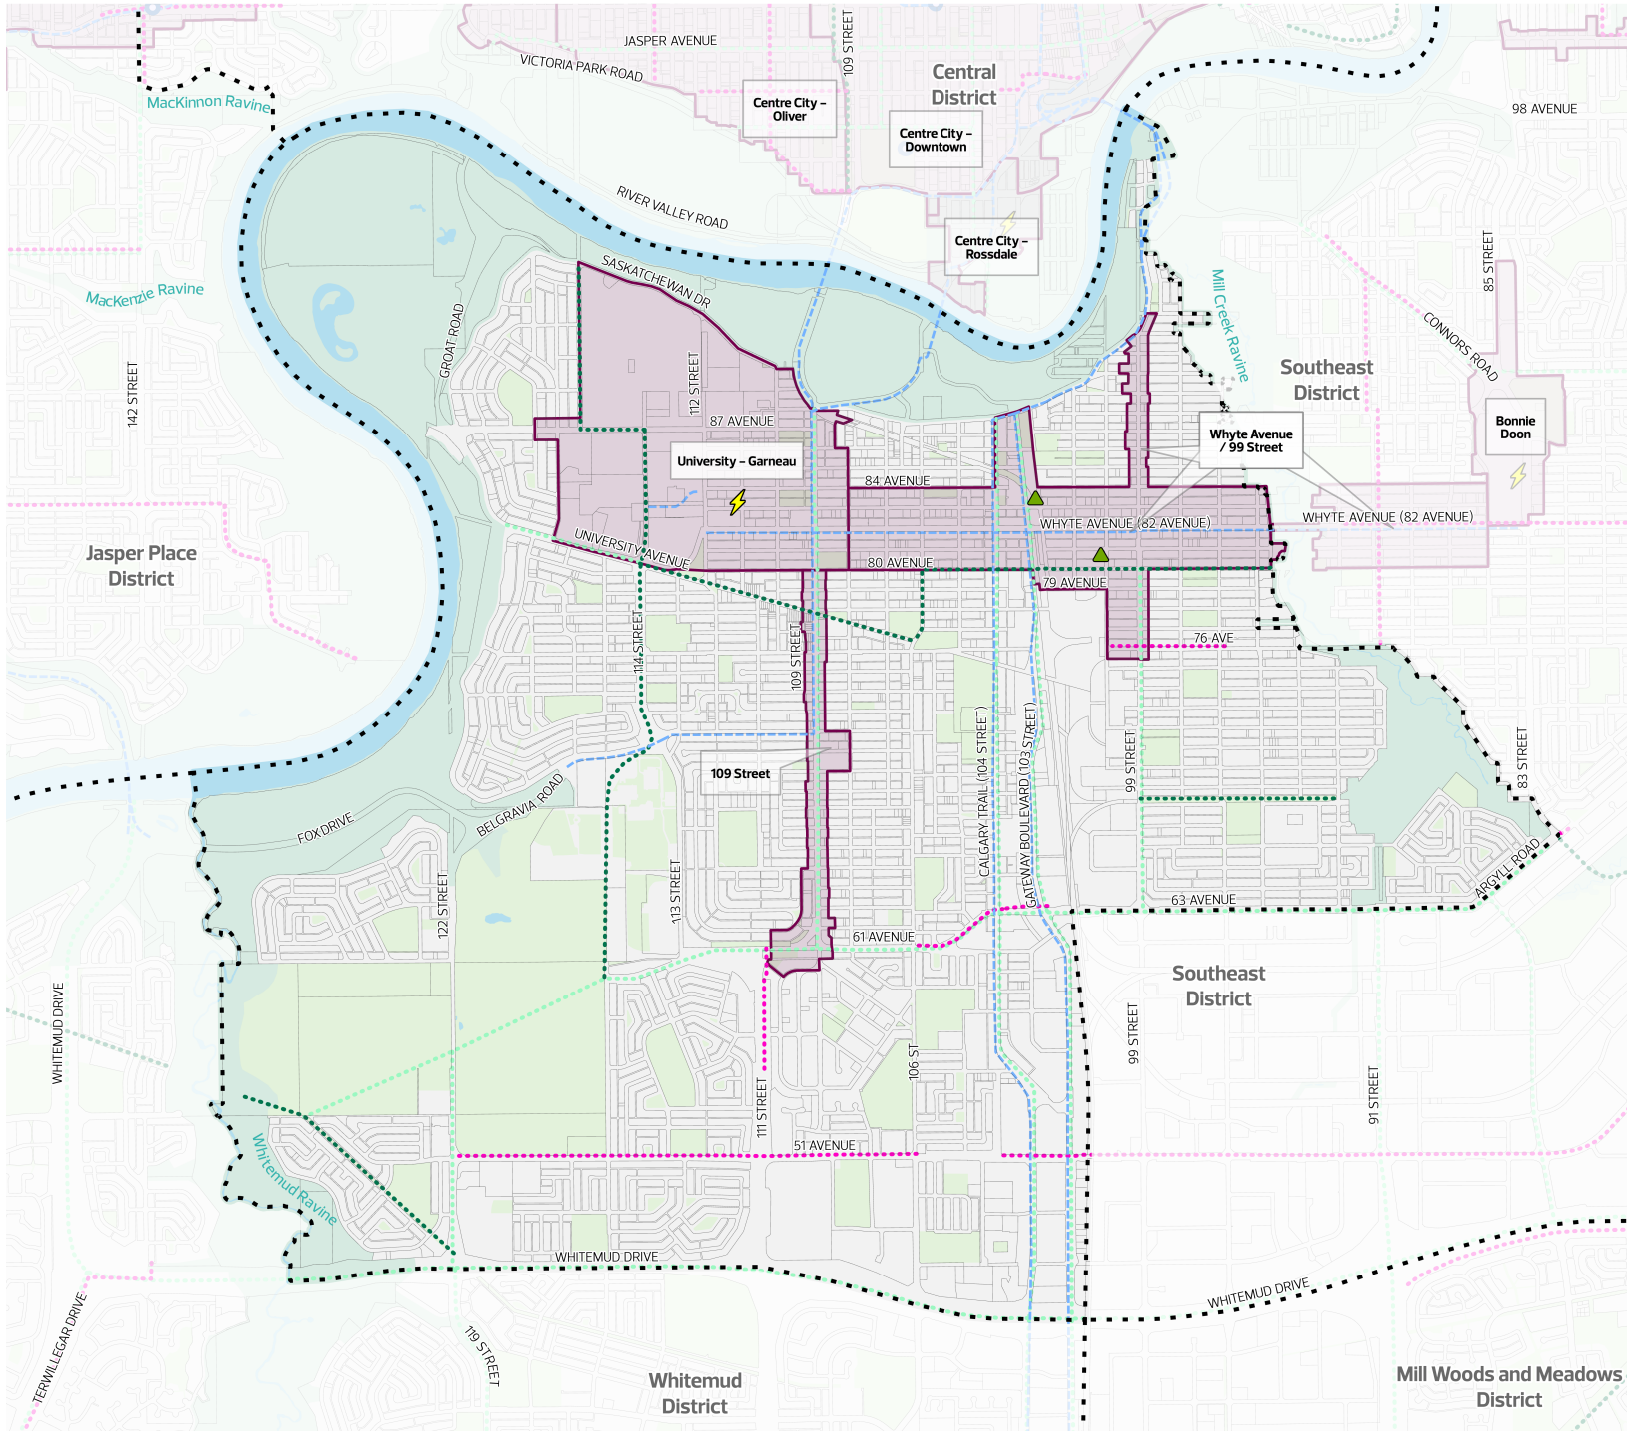 JASPER AVENUE
109 STREET
VICTORIA PARK ROAD
Central
District
MacKinnon Ravine
Centre City –
Oliver
Centre City –
Downtown
98 AVENUE
RIVER VALLEY ROAD
Centre City –
Rossdale
85 STREET
MacKenzie Ravine
SASKATCHEWAN DR
Mill Creek Ravine
GROAT ROAD
CONNORS ROAD
142 STREET
112 STREET
Southeast
District
87 AVENUE
Bonnie
Doon
Whyte Avenue
/ 99 Street
University – Garneau
84 AVENUE
WHYTE AVENUE (82 AVENUE)
WHYTE AVENUE (82 AVENUE)
Jasper Place
District
UNIVERSITY AVENUE
80 AVENUE
79 AVENUE
76 AVE
114 STREET
109 STREET
109 Street
CALGARY TRAIL (104 STREET)
GATEWAY BOULEVARD (103 STREET)
99 STREET
83 STREET
BELGRAVIA ROAD
FOX DRIVE
122 STREET
113 STREET
ARGYLL ROAD
63 AVENUE
61 AVENUE
Southeast
District
WHITEMUD DRIVE
99 STREET
106 ST
111 STREET
91 STREET
51 AVENUE
Whitemud Ravine
WHITEMUD DRIVE
WHITEMUD DRIVE
TERWILLEGAR DRIVE
119 STREET
Whitemud
District
Mill Woods and Meadows
District